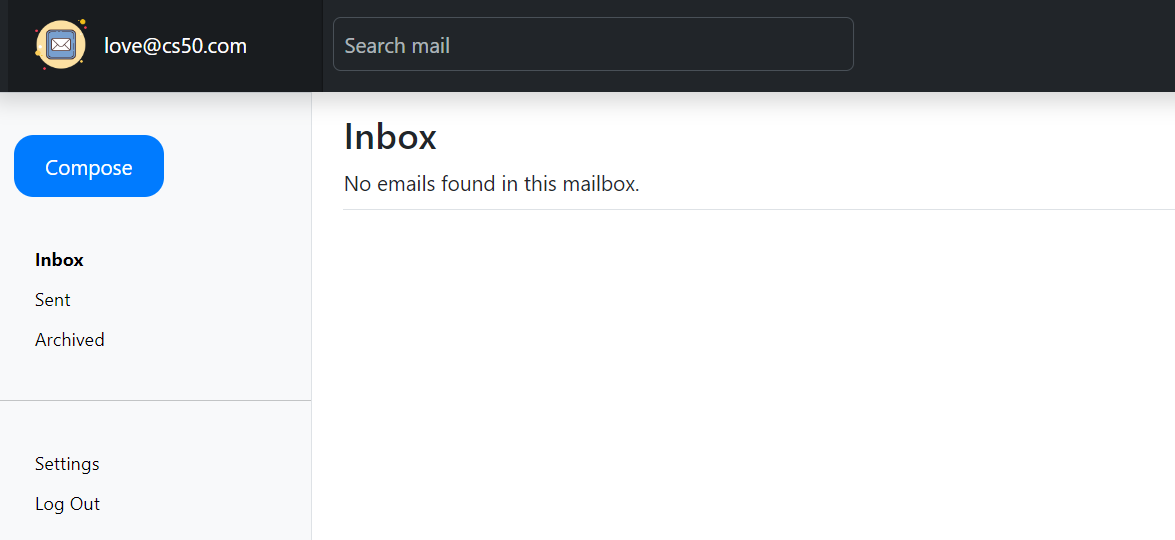 love@cs50.com
Search mail
Compose
Inbox
Sent
Archived
Settings
Log Out
Inbox
No emails found in this mailbox.